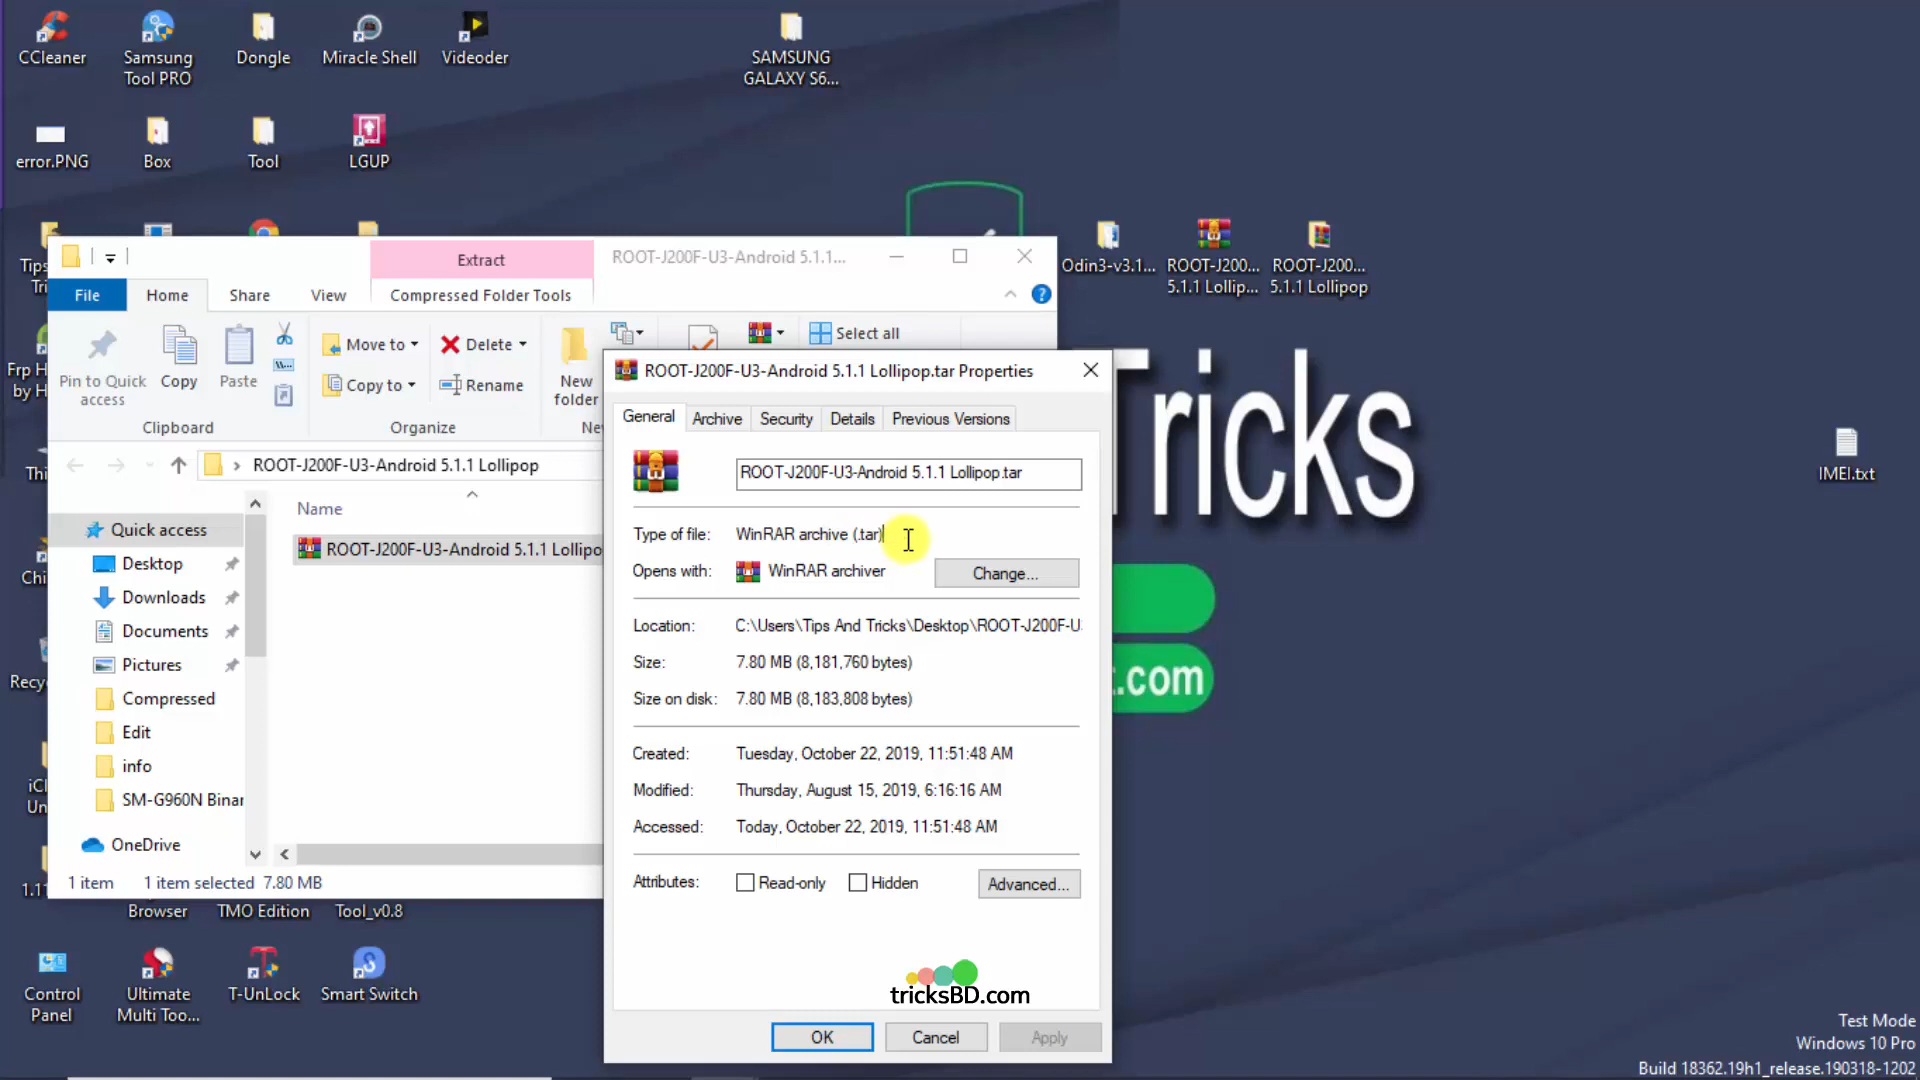 CCleaner
Samsung
Tool PRO
Dongle
Miracle Shell
Videoder
SAMSUNG
GALAXY S6...
error.PNG
Box
Tool
LGUP
Tips
Tri
Odin3-v3.1...
ROOT-J200...
5.1.1 Lollip...
ROOT-J200...
5.1.1 Lollipop
Frp H
by H
Thi
Chi
Recy
iCl
Un
1.1
Browser
TMO Edition
Tool_v0.8
Control
Panel
Ultimate
Multi Too...
T-UnLock
Smart Switch
IMEI.txt
Tricks
.com
Extract
ROOT-J200F-U3-Android 5.1.1...
File
Home
Share
View
Compressed Folder Tools
Pin to Quick
access
Copy
Paste
Clipboard
Move to
Copy to
Delete
Rename
Organize
New
folder
Nev
Select all
ROOT-J200F-U3-Android 5.1.1 Lollipop
Name
ROOT-J200F-U3-Android 5.1.1 Lollipo
Quick access
Desktop
Downloads
Documents
Pictures
Compressed
Edit
info
SM-G960N Binar
OneDrive
1 item
1 item selected 7.80 MB
ROOT-J200F-U3-Android 5.1.1 Lollipop.tar Properties
General
Archive
Security
Details
Previous Versions
ROOT-J200F-U3-Android 5.1.1 Lollipop.tar
Type of file: WinRAR archive (.tar)
Opens with: WinRAR archiver
Change...
Location: C:\Users\Tips And Tricks\Desktop\ROOT-J200F-U
Size: 7.80 MB (8,181,760 bytes)
Size on disk: 7.80 MB (8,183,808 bytes)
Created: Tuesday, October 22, 2019, 11:51:48 AM
Modified: Thursday, August 15, 2019, 6:16:16 AM
Accessed: Today, October 22, 2019, 11:51:48 AM
Attributes: Read-only Hidden
Advanced...
tricksBD.com
OK
Cancel
Apply
Test Mode
Windows 10 Pro
Build 18362.19h1_release.190318-1202